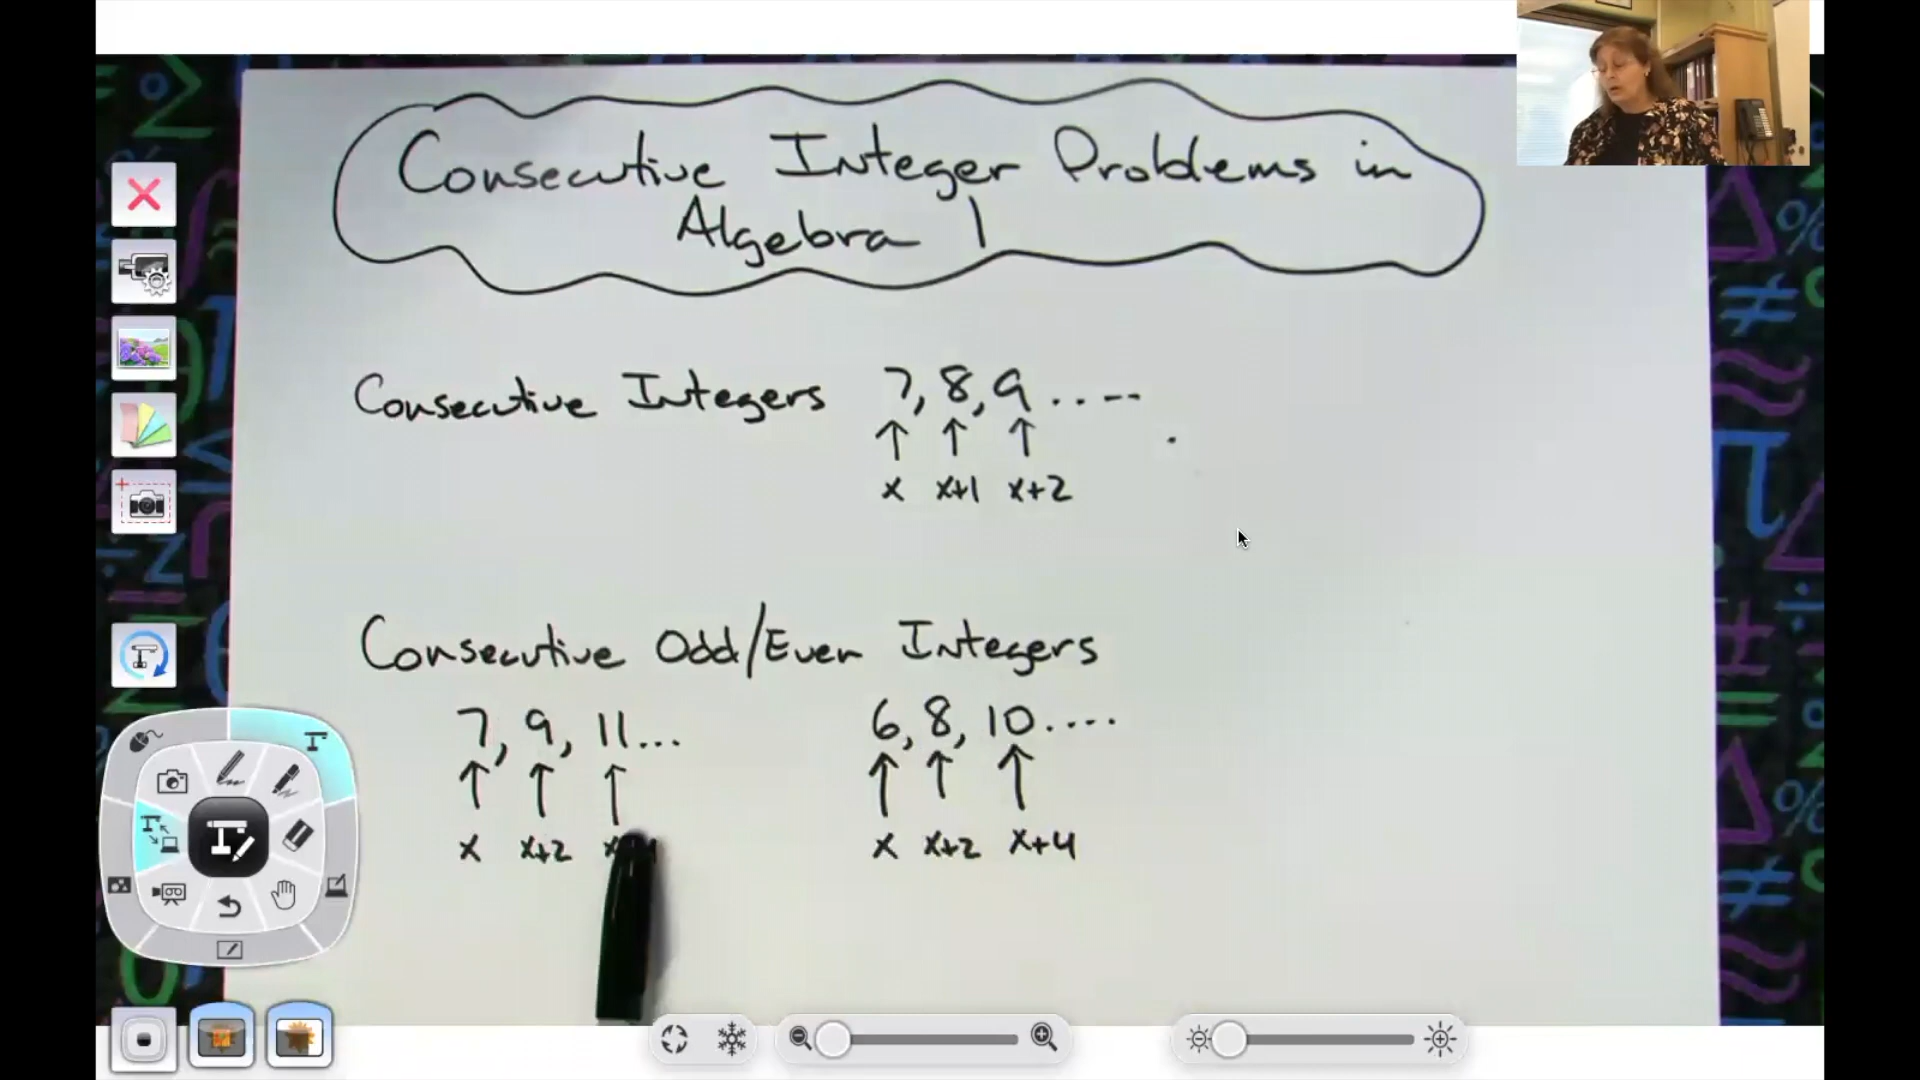 Consecutive Integer Problems in
Algebra 1
Consecutive Integers 7, 8, 9 . . . . .
x x+1 x+2
Consecutive Odd/Even Integers
7, 9, 11... 6, 8, 10....
x x+2 x x+2 x+4